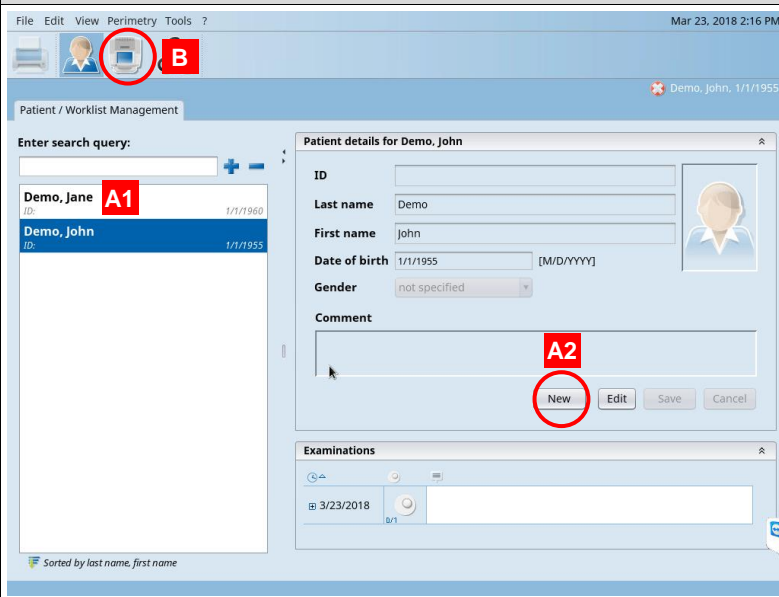 File Edit View Perimetry Tools ? Mar 23, 2018 2:16 PM
B
Demo, John, 1/1/1955
Patient / Worklist Management
Enter search query:
Demo, Jane A1
ID: 1/1/1960
Demo, John
ID: 1/1/1955
Sorted by last name, first name
Patient details for Demo, John
ID
Last name Demo
First name John
Date of birth 1/1/1955 [M/D/YYYY]
Gender not specified
Comment
A2
New Edit Save Cancel
Examinations
3/23/2018
D/1